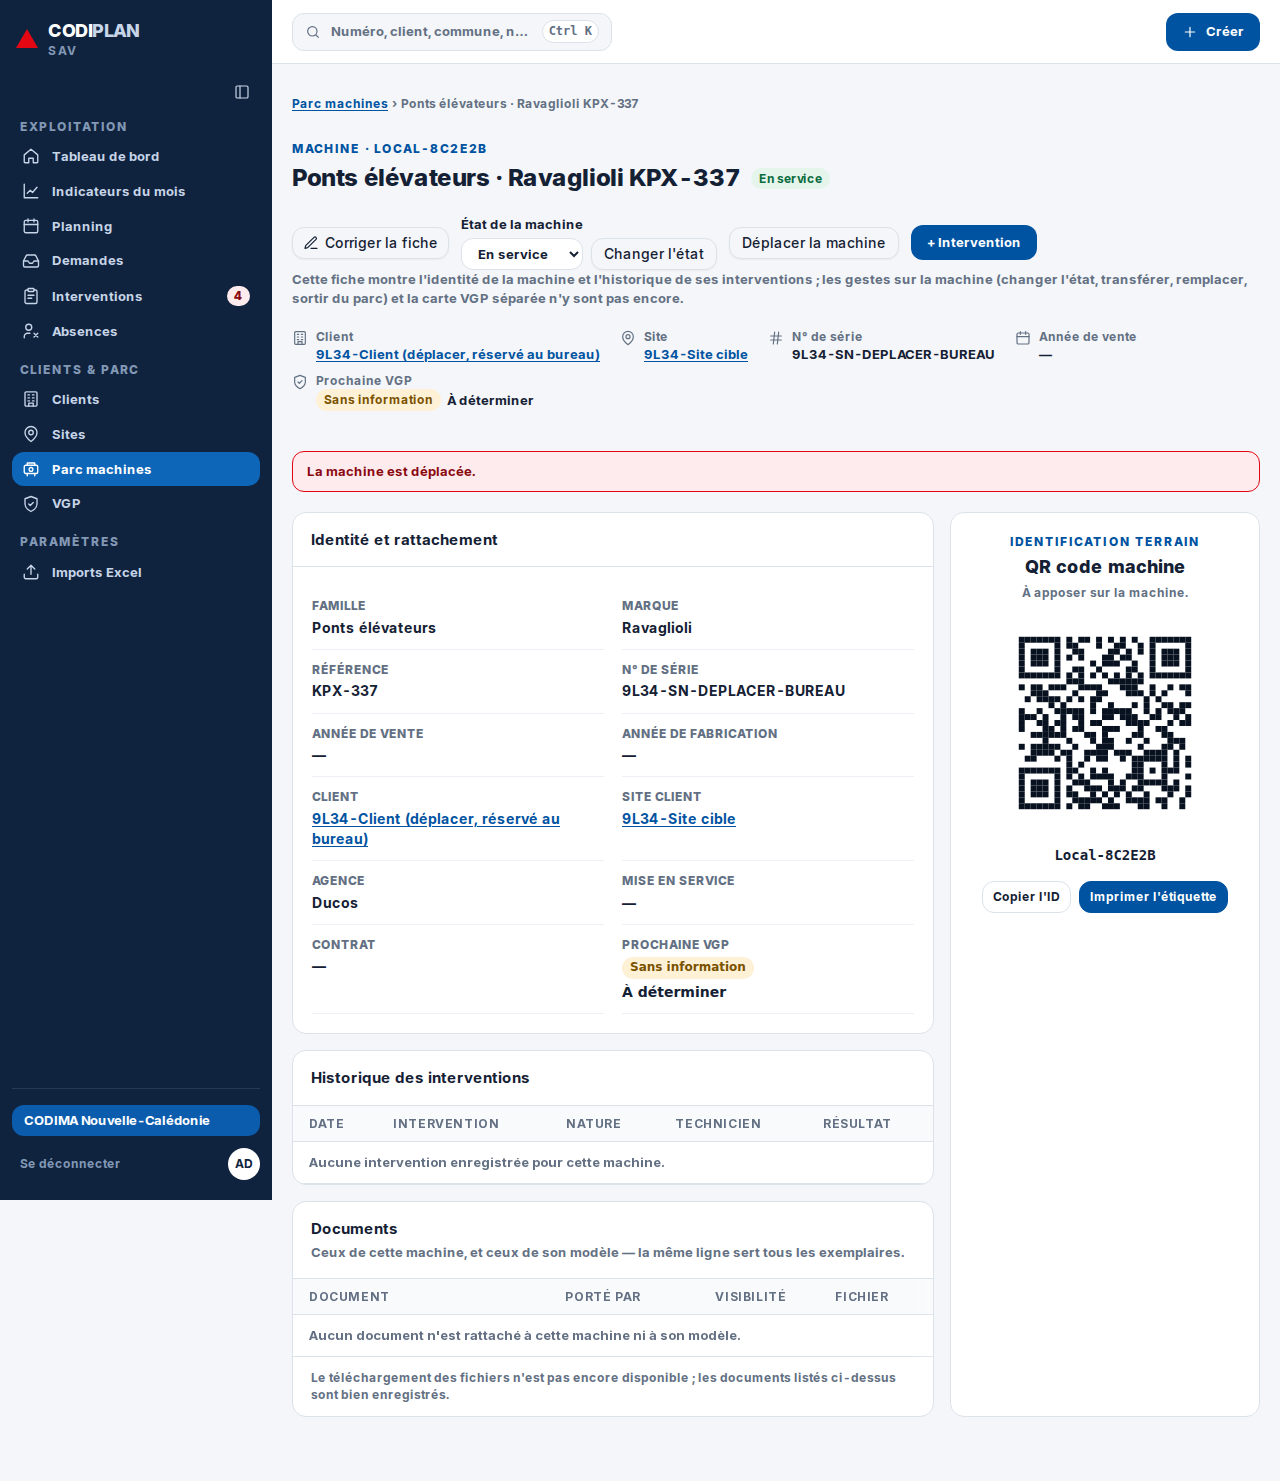 CODIPLAN
SAV
Numéro, client, commune, n... Ctrl K
Créer
EXPLOITATION
Tableau de bord
Indicateurs du mois
Planning
Demandes
Interventions 4
Absences
CLIENTS & PARC
Clients
Sites
Parc machines
VGP
PARAMÈTRES
Imports Excel
CODIMA Nouvelle-Calédonie
Se déconnecter AD
Parc machines › Ponts élévateurs · Ravaglioli KPX-337
MACHINE · LOCAL-8C2E2B
Ponts élévateurs · Ravaglioli KPX-337 En service
Corriger la fiche
État de la machine
En service
Changer l'état
Déplacer la machine
+ Intervention
Cette fiche montre l'identité de la machine et l'historique de ses interventions ; les gestes sur la machine (changer l'état, transférer, remplacer,
sortir du parc) et la carte VGP séparée n'y sont pas encore.
Client
9L34-Client (déplacer, réservé au bureau)
Site
9L34-Site cible
N° de série
9L34-SN-DEPLACER-BUREAU
Année de vente
—
Prochaine VGP
Sans information À déterminer
La machine est déplacée.
Identité et rattachement
FAMILLE
Ponts élévateurs
MARQUE
Ravaglioli
RÉFÉRENCE
KPX-337
N° DE SÉRIE
9L34-SN-DEPLACER-BUREAU
ANNÉE DE VENTE
—
ANNÉE DE FABRICATION
—
CLIENT
9L34-Client (déplacer, réservé au
bureau)
SITE CLIENT
9L34-Site cible
AGENCE
Ducos
MISE EN SERVICE
—
CONTRAT
—
PROCHAINE VGP
Sans information
À déterminer
IDENTIFICATION TERRAIN
QR code machine
À apposer sur la machine.
Local-8C2E2B
Copier l'ID
Imprimer l'étiquette
Historique des interventions
DATE INTERVENTION NATURE TECHNICIEN RÉSULTAT
Aucune intervention enregistrée pour cette machine.
Documents
Ceux de cette machine, et ceux de son modèle — la même ligne sert tous les exemplaires.
DOCUMENT PORTÉ PAR VISIBILITÉ FICHIER
Aucun document n'est rattaché à cette machine ni à son modèle.
Le téléchargement des fichiers n'est pas encore disponible ; les documents listés ci-dessus
sont bien enregistrés.